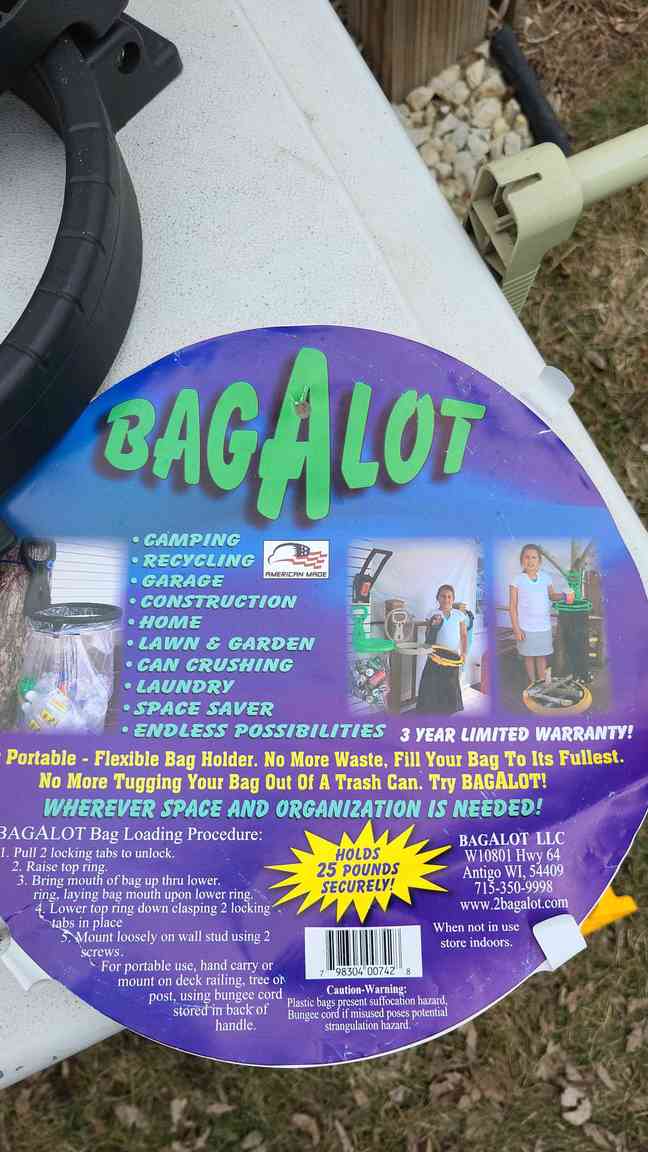 BAGALOT
• CAMPING
• RECYCLING
AMERICAN MADE
• GARAGE
• CONSTRUCTION
• HOME
• LAWN & GARDEN
• CAN CRUSHING
• LAUNDRY
• SPACE SAVER
• ENDLESS POSSIBILITIES
3 YEAR LIMITED WARRANTY!
Portable - Flexible Bag Holder. No More Waste, Fill Your Bag To Its Fullest.
No More Tugging Your Bag Out Of A Trash Can. Try BAGALOT!
WHEREVER SPACE AND ORGANIZATION IS NEEDED!
BAGALOT Bag Loading Procedure:
1. Pull 2 locking tabs to unlock.
2. Raise top ring.
3. Bring mouth of bag up thru lower.
ring, laying bag mouth upon lower ring.
4. Lower top ring down clasping 2 locking
tabs in place
5. Mount loosely on wall stud using 2
screws.
For portable use, hand carry or
mount on deck railing, tree or
post, using bungee cord
stored in back of
handle.
HOLDS
25 POUNDS
SECURELY!
7 98304 00742 8
Caution-Warning:
Plastic bags present suffocation hazard.
Bungee cord if misused poses potential
strangulation hazard.
BAGALOT LLC
W10801 Hwy 64
Antigo WI, 54409
715-350-9998
www.2bagalot.com
When not in use
store indoors.